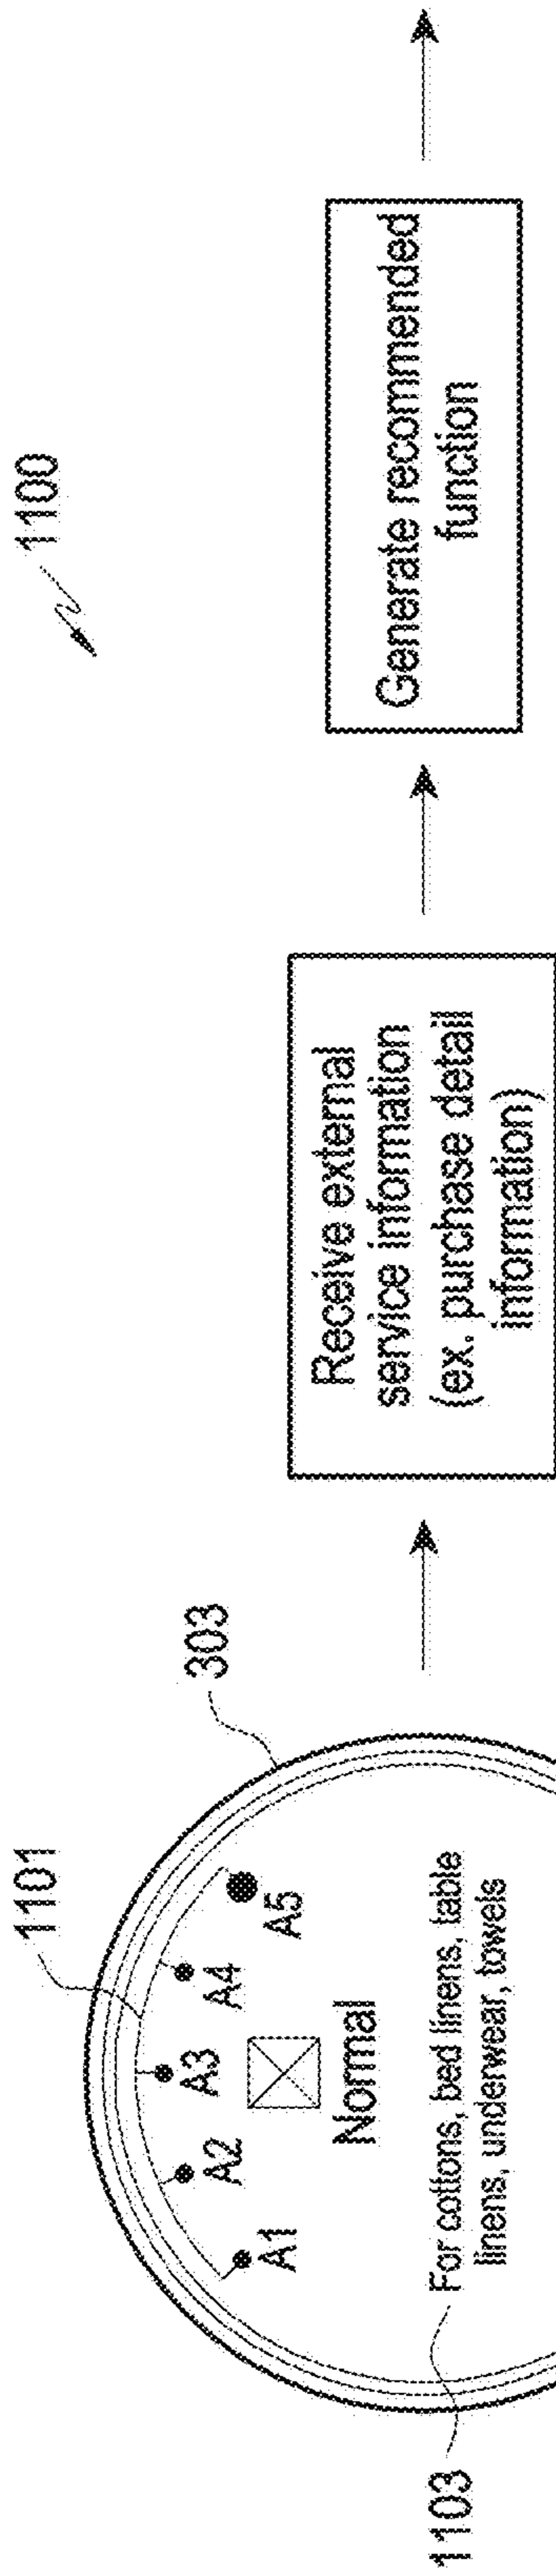 1100
1101
303
A1
A2
A3
A4
A5
Normal
1103
For cottons, bed linens, table
linens, underwear, towels
Receive external
service information
(ex. purchase detail
information)
Generate recommended
function